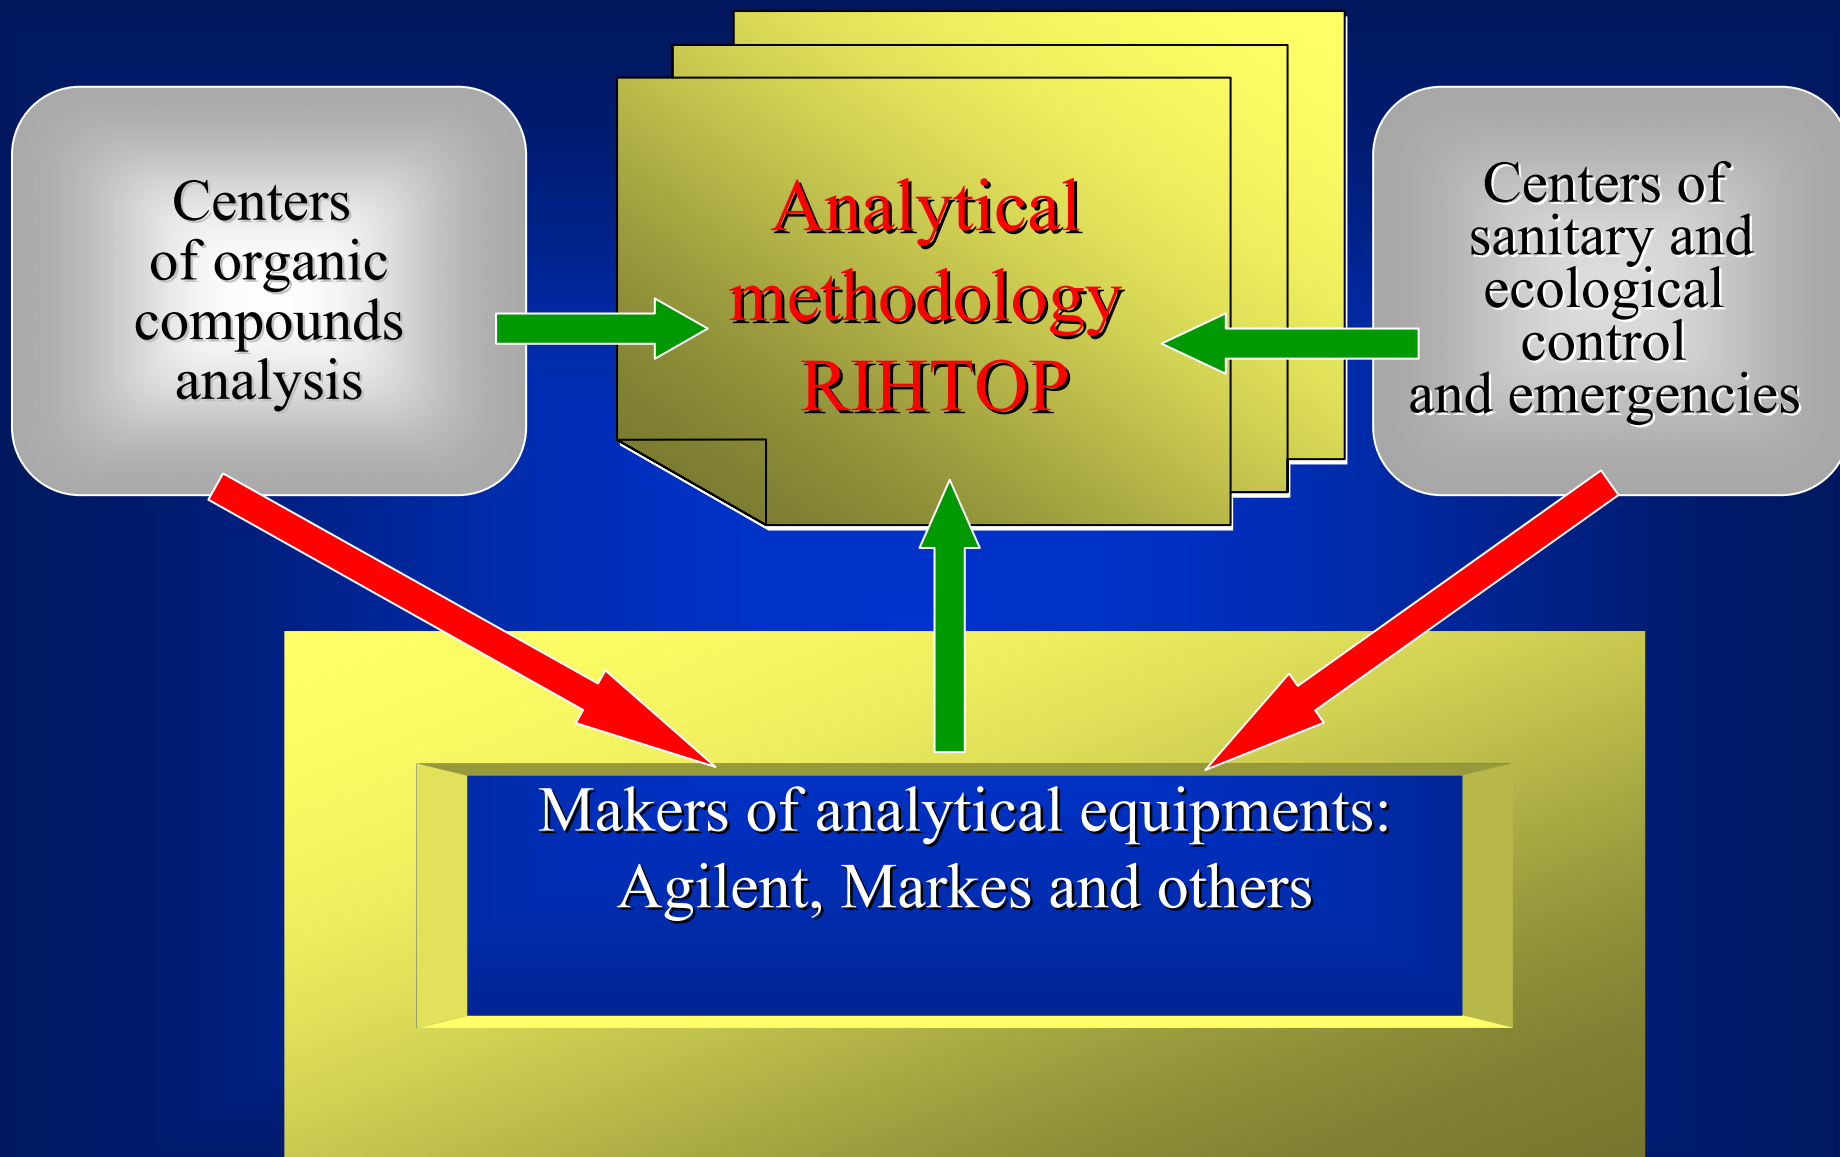 Centers
of organic
compounds
analysis
Analytical
methodology
RIHTOP
Centers of
sanitary and
ecological
control
and emergencies
Makers of analytical equipments:
Agilent, Markes and others